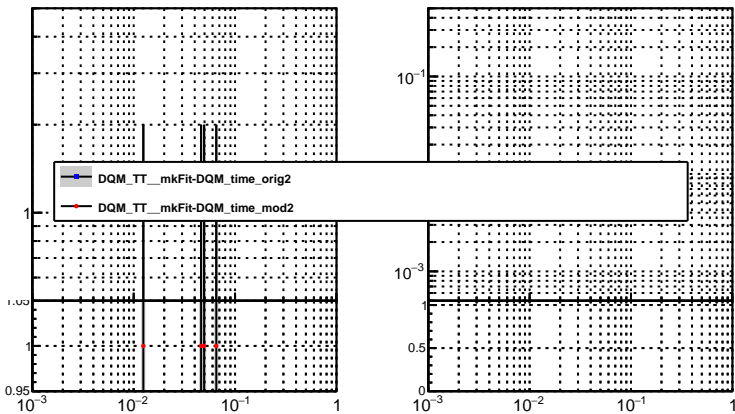 10⁻¹
DQM_TT__mkFit-DQM_time_orig2
DQM_TT__mkFit-DQM_time_mod2
1
10⁻³
1.05
1
1
0.5
0.95
0
10⁻³ 10⁻² 10⁻¹ 1
10⁻³ 10⁻² 10⁻¹ 1